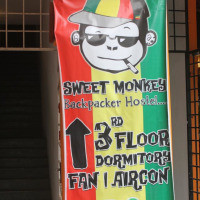 SWEET MONKEY
Backpacker Hostel...
3RD FLOOR
DORMITORY
FAN | AIRCON